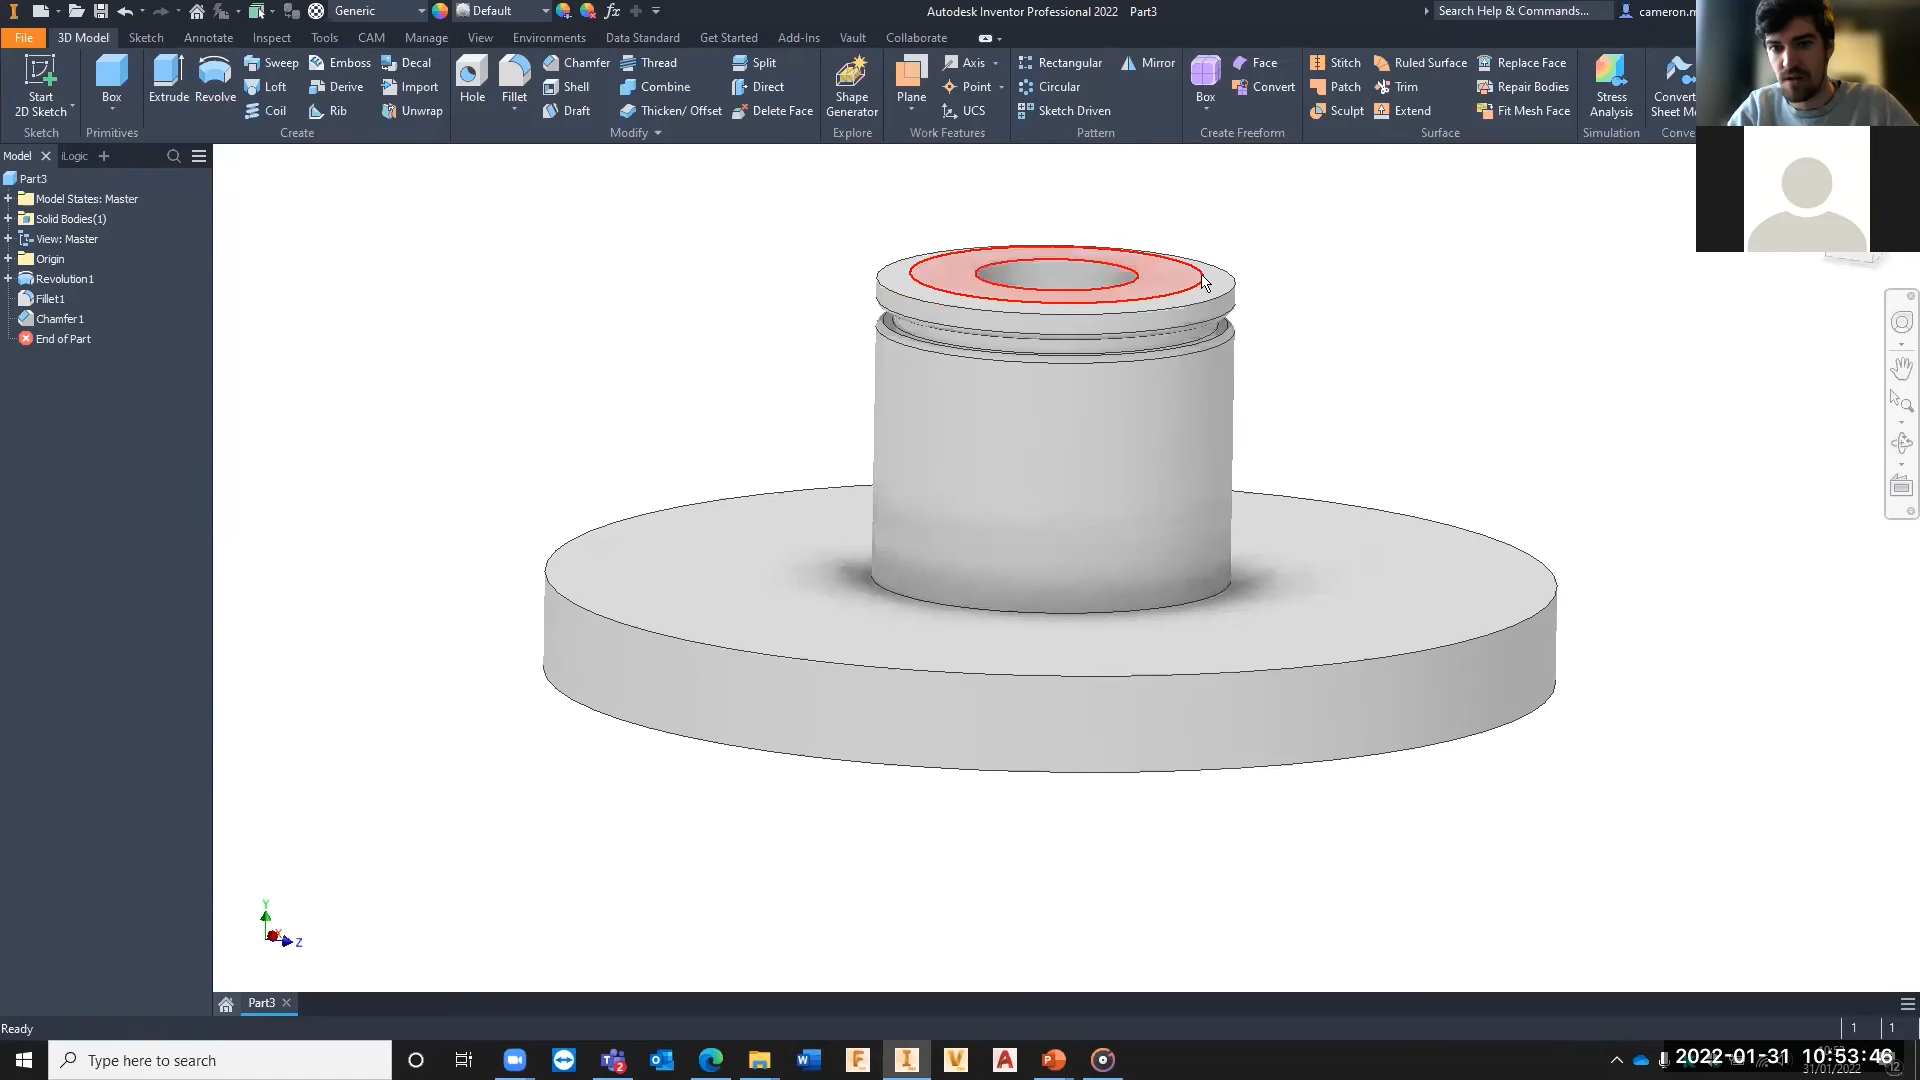 Generic
Default
fx
Autodesk Inventor Professional 2022 Part3
Search Help & Commands...
cameron.m
File
3D Model
Sketch
Annotate
Inspect
Tools
CAM
Manage
View
Environments
Data Standard
Get Started
Add-Ins
Vault
Collaborate
Start
2D Sketch
Sketch
Box
Primitives
Extrude
Revolve
Sweep
Loft
Coil
Emboss
Derive
Rib
Decal
Import
Unwrap
Create
Hole
Fillet
Chamfer
Shell
Draft
Thread
Combine
Thicken/ Offset
Split
Direct
Delete Face
Modify
Shape
Generator
Explore
Plane
Axis
Point
UCS
Work Features
Rectangular
Circular
Sketch Driven
Mirror
Pattern
Box
Face
Convert
Create Freeform
Stitch
Patch
Sculpt
Ruled Surface
Trim
Extend
Replace Face
Repair Bodies
Fit Mesh Face
Surface
Stress
Analysis
Simulation
Convert
Sheet M
Conve
Model
iLogic
Part3
Model States: Master
Solid Bodies(1)
View: Master
Origin
Revolution1
Fillet1
Chamfer1
End of Part
Y
Z
Part3
Ready
1
1
Type here to search
2022-01-31 10:53:46
31/01/2022